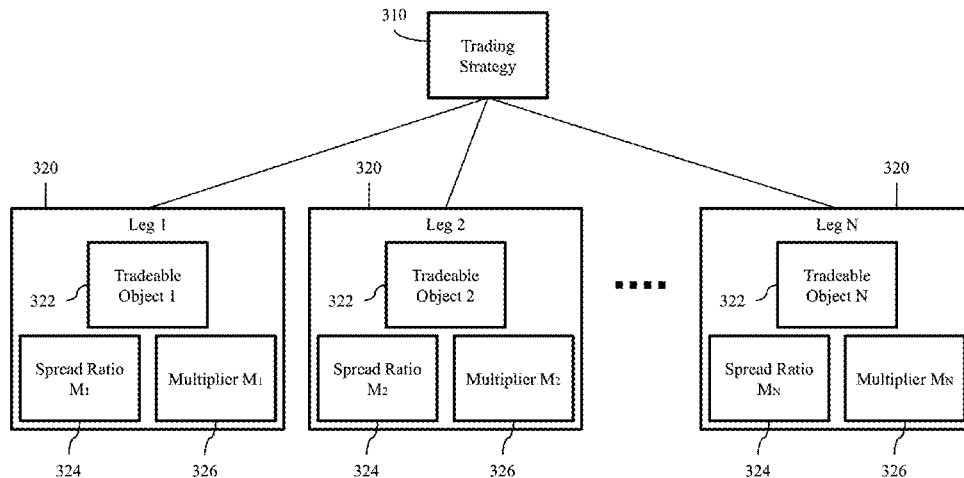 310
Trading
Strategy
320
320
320
Leg 1
Leg 2
Leg N
Tradeable
Object 1
Tradeable
Object 2
Tradeable
Object N
322
322
322
Spread Ratio
M1
Multiplier M1
Spread Ratio
M2
Multiplier M2
Spread Ratio
MN
Multiplier MN
324
326
324
326
324
326